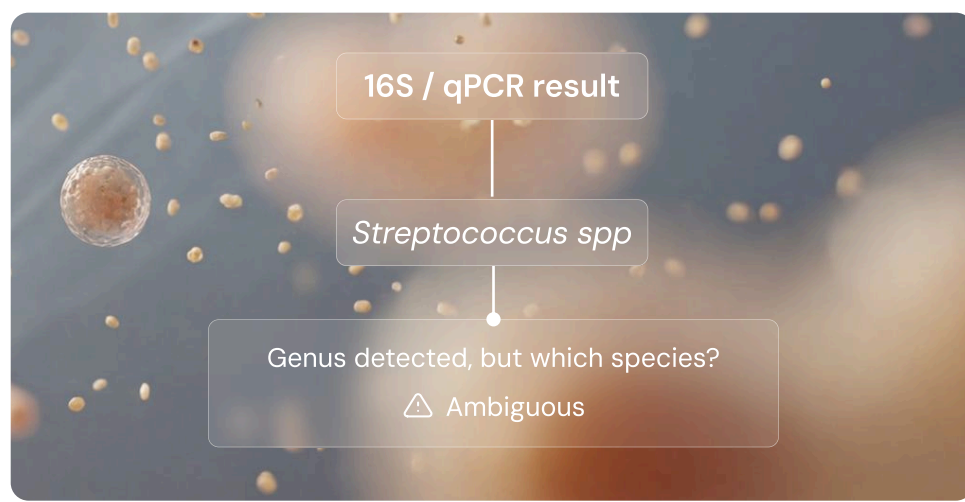 16S / qPCR result
Streptococcus spp
Genus detected, but which species?
Ambiguous